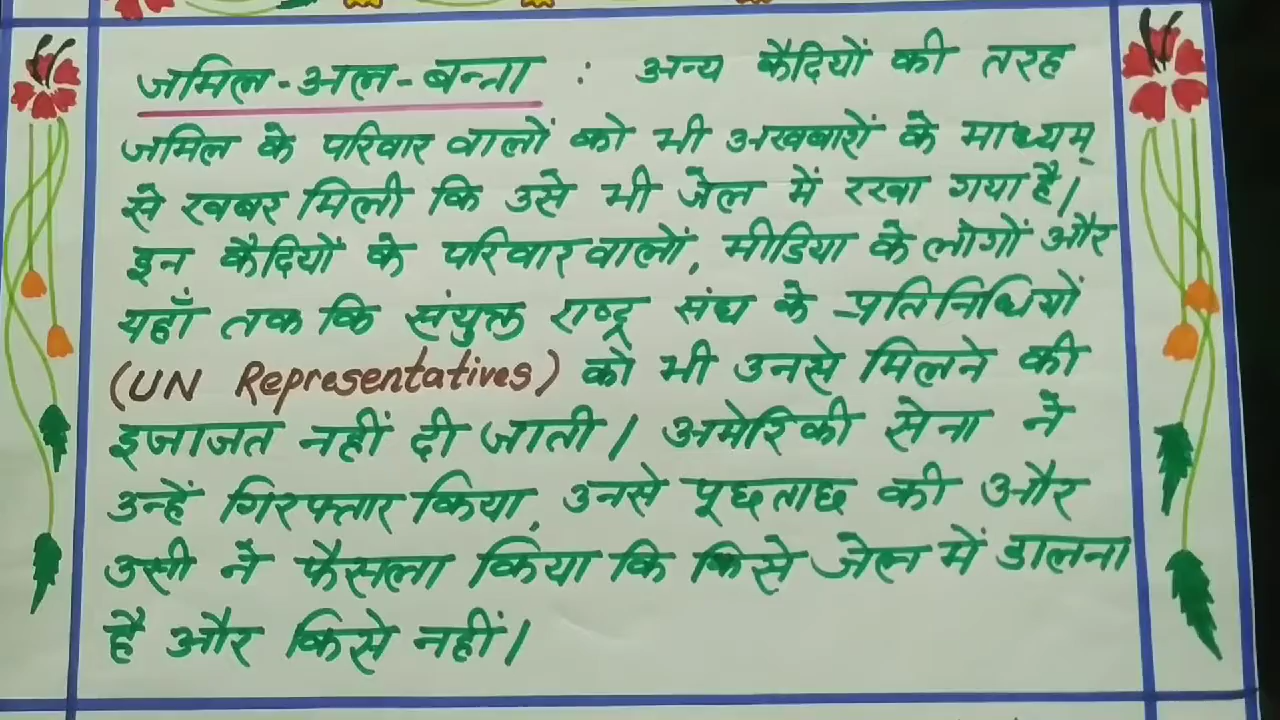 जमिल-अल-बन्ना : अन्य कैदियों की तरह
जमिल के परिवार वालों को भी अखबारों के माध्यम्
से खबर मिली कि उसे भी जेल में रखा गया है।
इन कैदियों के परिवार वालों, मीडिया के लोगों और
यहाँ तक कि संयुक्त राष्ट्र संघ के प्रतिनिधियों
(UN Representatives) को भी उनसे मिलने की
इजाजत नहीं दी जाती। अमेरिकी सेना ने
उन्हें गिरफ्तार किया, उनसे पूछताछ की और
उसी ने फैसला किया कि किसे जेल में डालना
है और किसे नहीं।